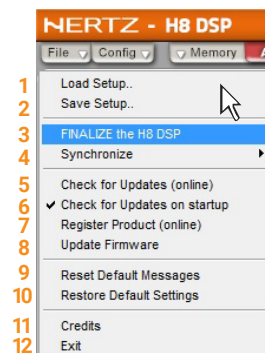 HERTZ - H8 DSP
File Config Memory
1 Load Setup..
2 Save Setup..
3 FINALIZE the H8 DSP
4 Synchronize
5 Check for Updates (online)
6 ✔ Check for Updates on startup
7 Register Product (online)
8 Update Firmware
9 Reset Default Messages
10 Restore Default Settings
11 Credits
12 Exit